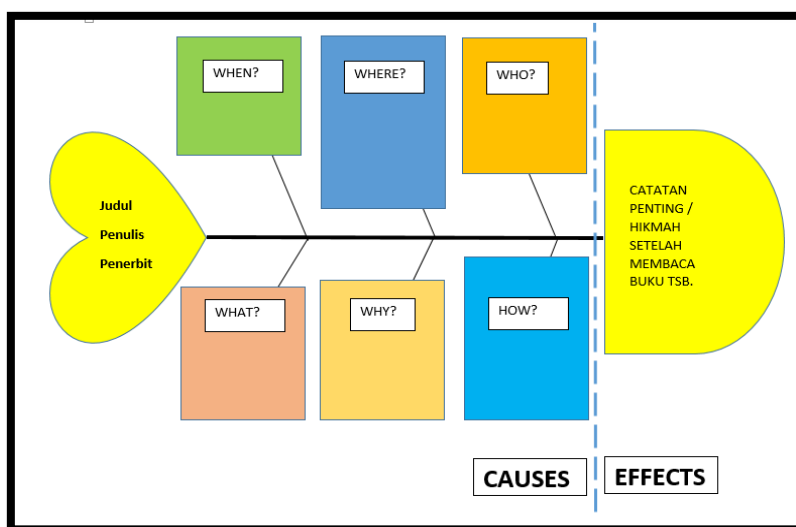 WHEN?
WHERE?
WHO?
Judul
Penulis
Penerbit
CATATAN
PENTING /
HIKMAH
SETELAH
MEMBACA
BUKU TSB.
WHAT?
WHY?
HOW?
CAUSES
EFFECTS